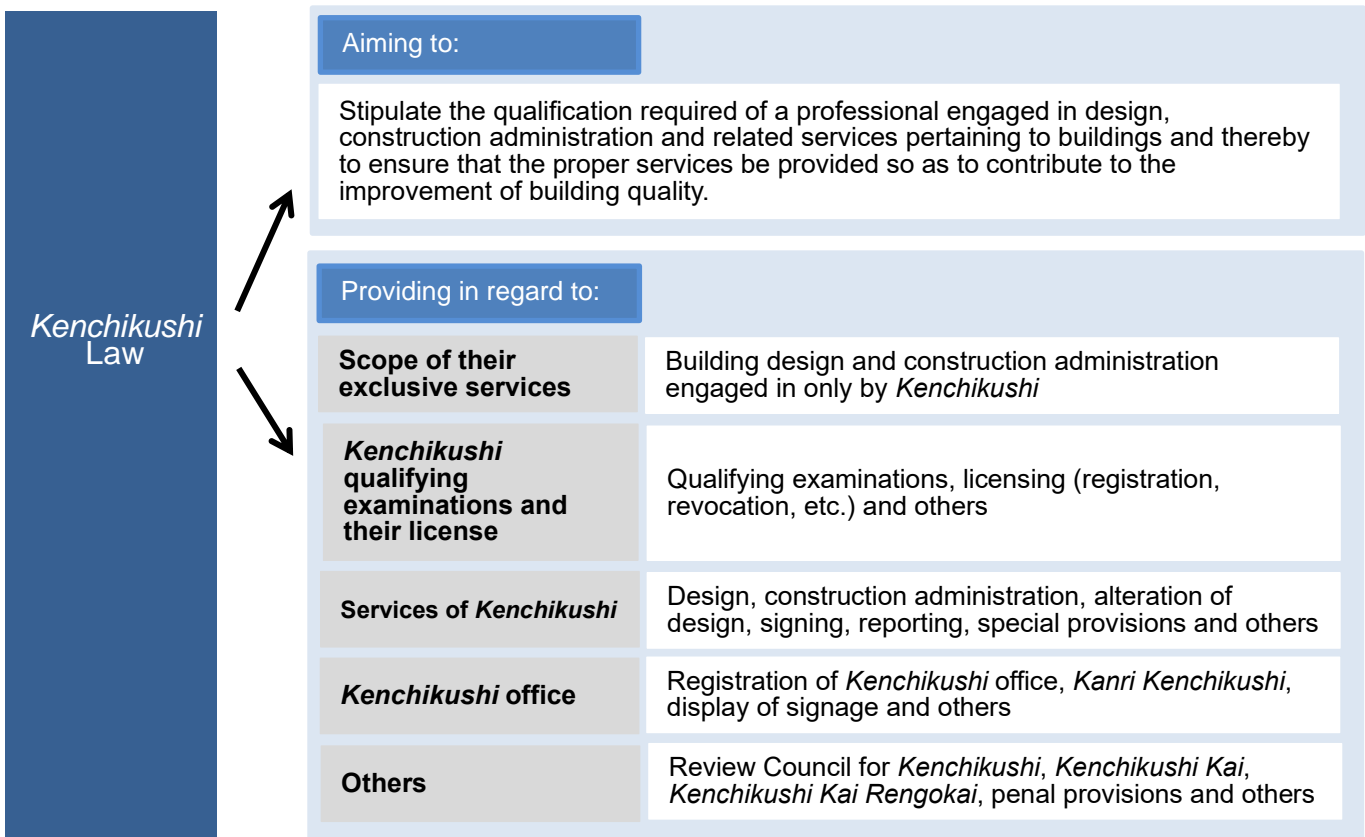 Kenchikushi
Law
Aiming to:
Stipulate the qualification required of a professional engaged in design,
construction administration and related services pertaining to buildings and thereby
to ensure that the proper services be provided so as to contribute to the
improvement of building quality.
Providing in regard to:
Scope of their
exclusive services
Building design and construction administration
engaged in only by Kenchikushi
Kenchikushi
qualifying
examinations and
their license
Qualifying examinations, licensing (registration,
revocation, etc.) and others
Services of Kenchikushi
Design, construction administration, alteration of
design, signing, reporting, special provisions and others
Kenchikushi office
Registration of Kenchikushi office, Kanri Kenchikushi,
display of signage and others
Others
Review Council for Kenchikushi, Kenchikushi Kai,
Kenchikushi Kai Rengokai, penal provisions and others